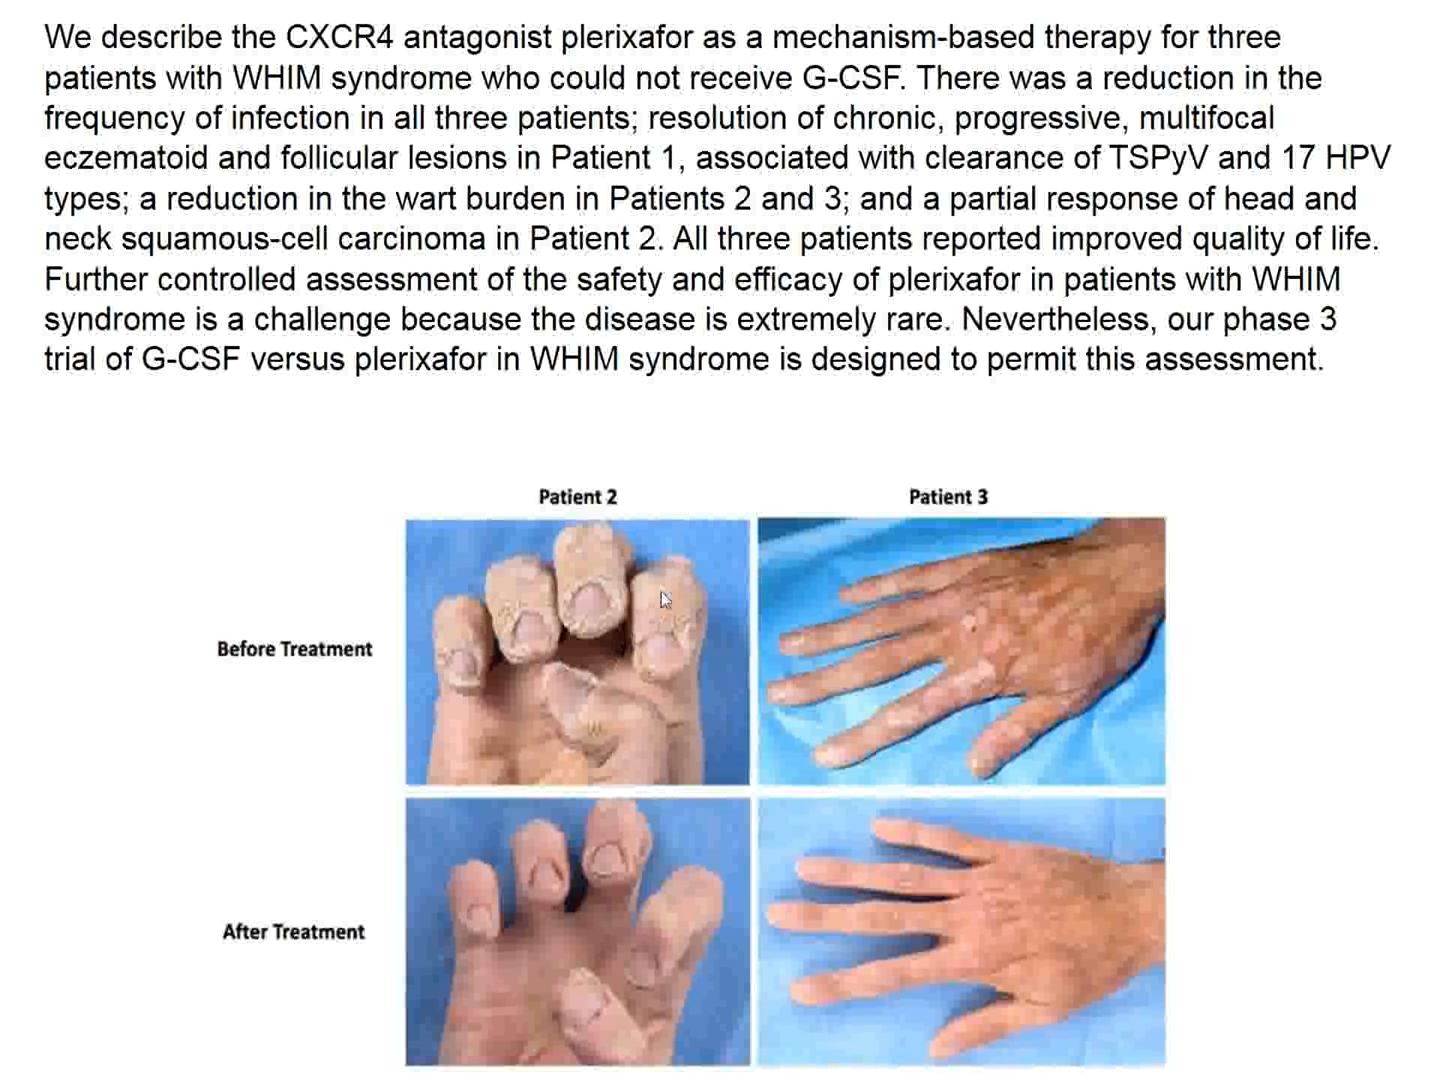 We describe the CXCR4 antagonist plerixafor as a mechanism-based therapy for three
patients with WHIM syndrome who could not receive G-CSF. There was a reduction in the
frequency of infection in all three patients; resolution of chronic, progressive, multifocal
eczematoid and follicular lesions in Patient 1, associated with clearance of TSPyV and 17 HPV
types; a reduction in the wart burden in Patients 2 and 3; and a partial response of head and
neck squamous-cell carcinoma in Patient 2. All three patients reported improved quality of life.
Further controlled assessment of the safety and efficacy of plerixafor in patients with WHIM
syndrome is a challenge because the disease is extremely rare. Nevertheless, our phase 3
trial of G-CSF versus plerixafor in WHIM syndrome is designed to permit this assessment.
Patient 2
Patient 3
Before Treatment
After Treatment